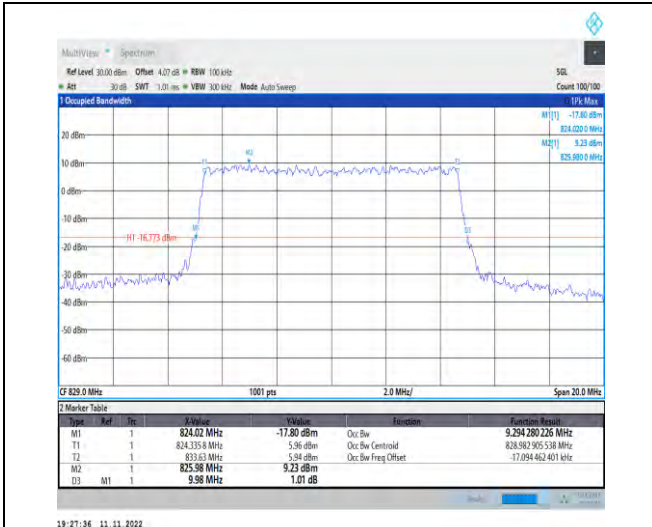 MultiView Spectrum
Ref Level 30.00 dBm Offset 4.07 dB RBW 100 kHz SGL
Att 30 dB SWT 1.01 ms VBW 300 kHz Mode Auto Sweep Count 100/100
1 Occupied Bandwidth 1Pk Max
M1[1] -17.80 dBm
824.0200 MHz
M2[1] 9.23 dBm
825.9800 MHz
20 dBm
10 dBm
0 dBm
-10 dBm
-20 dBm
-30 dBm
-40 dBm
-50 dBm
-60 dBm
T1
M2
T2
M1
H1 -16.773 dBm
D3
CF 829.0 MHz 1001 pts 2.0 MHz/ Span 20.0 MHz
2 Marker Table
Type Ref Trc X-Value Y-Value Function Function Result
M1 1 824.02 MHz -17.80 dBm Occ Bw 9.294 280 226 MHz
T1 1 824.335 8 MHz 5.96 dBm Occ Bw Centroid 828.982 905 538 MHz
T2 1 833.63 MHz 5.94 dBm Occ Bw Freq Offset -17.094 462 401 kHz
M2 1 825.98 MHz 9.23 dBm
D3 M1 1 9.98 MHz 1.01 dB
19:27:36 11.11.2022